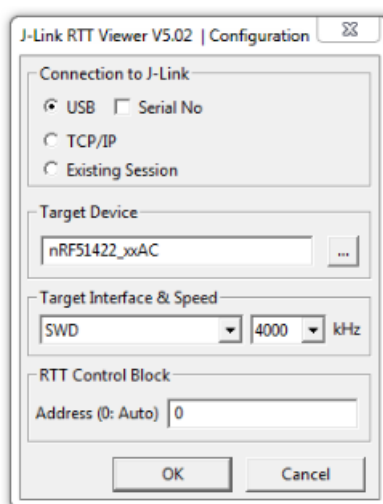 J-Link RTT Viewer V5.02 | Configuration
Connection to J-Link
USB Serial No
TCP/IP
Existing Session
Target Device
nRF51422_xxAC ...
Target Interface & Speed
SWD 4000 kHz
RTT Control Block
Address (0: Auto) 0
OK Cancel